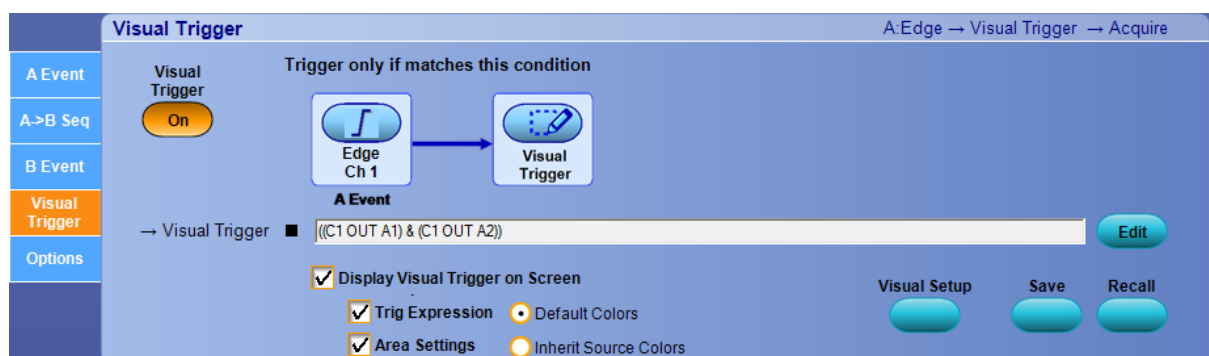 Visual Trigger
A:Edge → Visual Trigger → Acquire
A Event
A->B Seq
B Event
Visual
Trigger
Options
Visual
Trigger
On
Trigger only if matches this condition
Edge
Ch 1
A Event
Visual
Trigger
→ Visual Trigger
((C1 OUT A1) & (C1 OUT A2))
Edit
Display Visual Trigger on Screen
Trig Expression
Default Colors
Area Settings
Inherit Source Colors
Visual Setup
Save
Recall